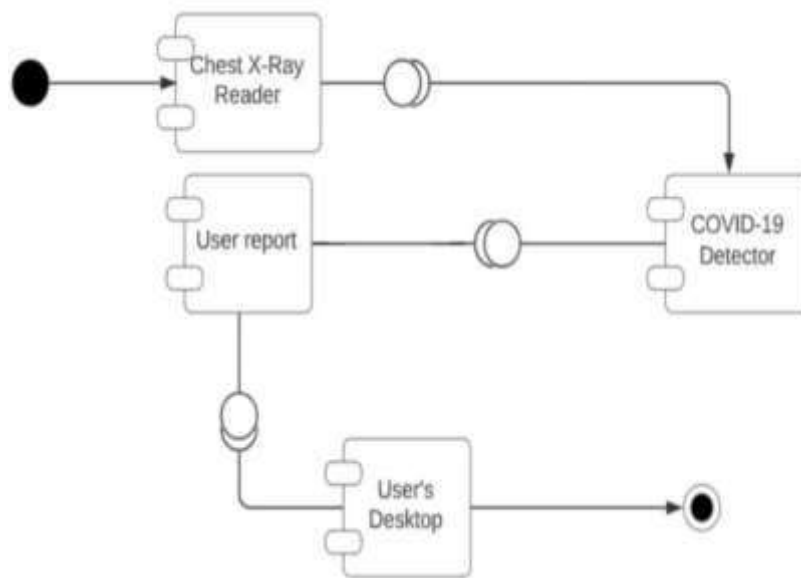 Chest X-Ray
Reader
User report
COVID-19
Detector
User's
Desktop